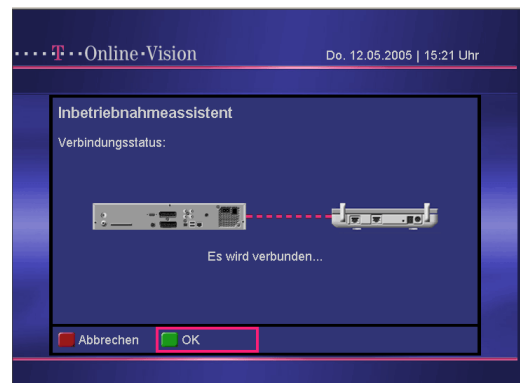 T Online Vision
Do. 12.05.2005 | 15:21 Uhr
Inbetriebnahmeassistent
Verbindungsstatus:
Es wird verbunden...
Abbrechen
OK